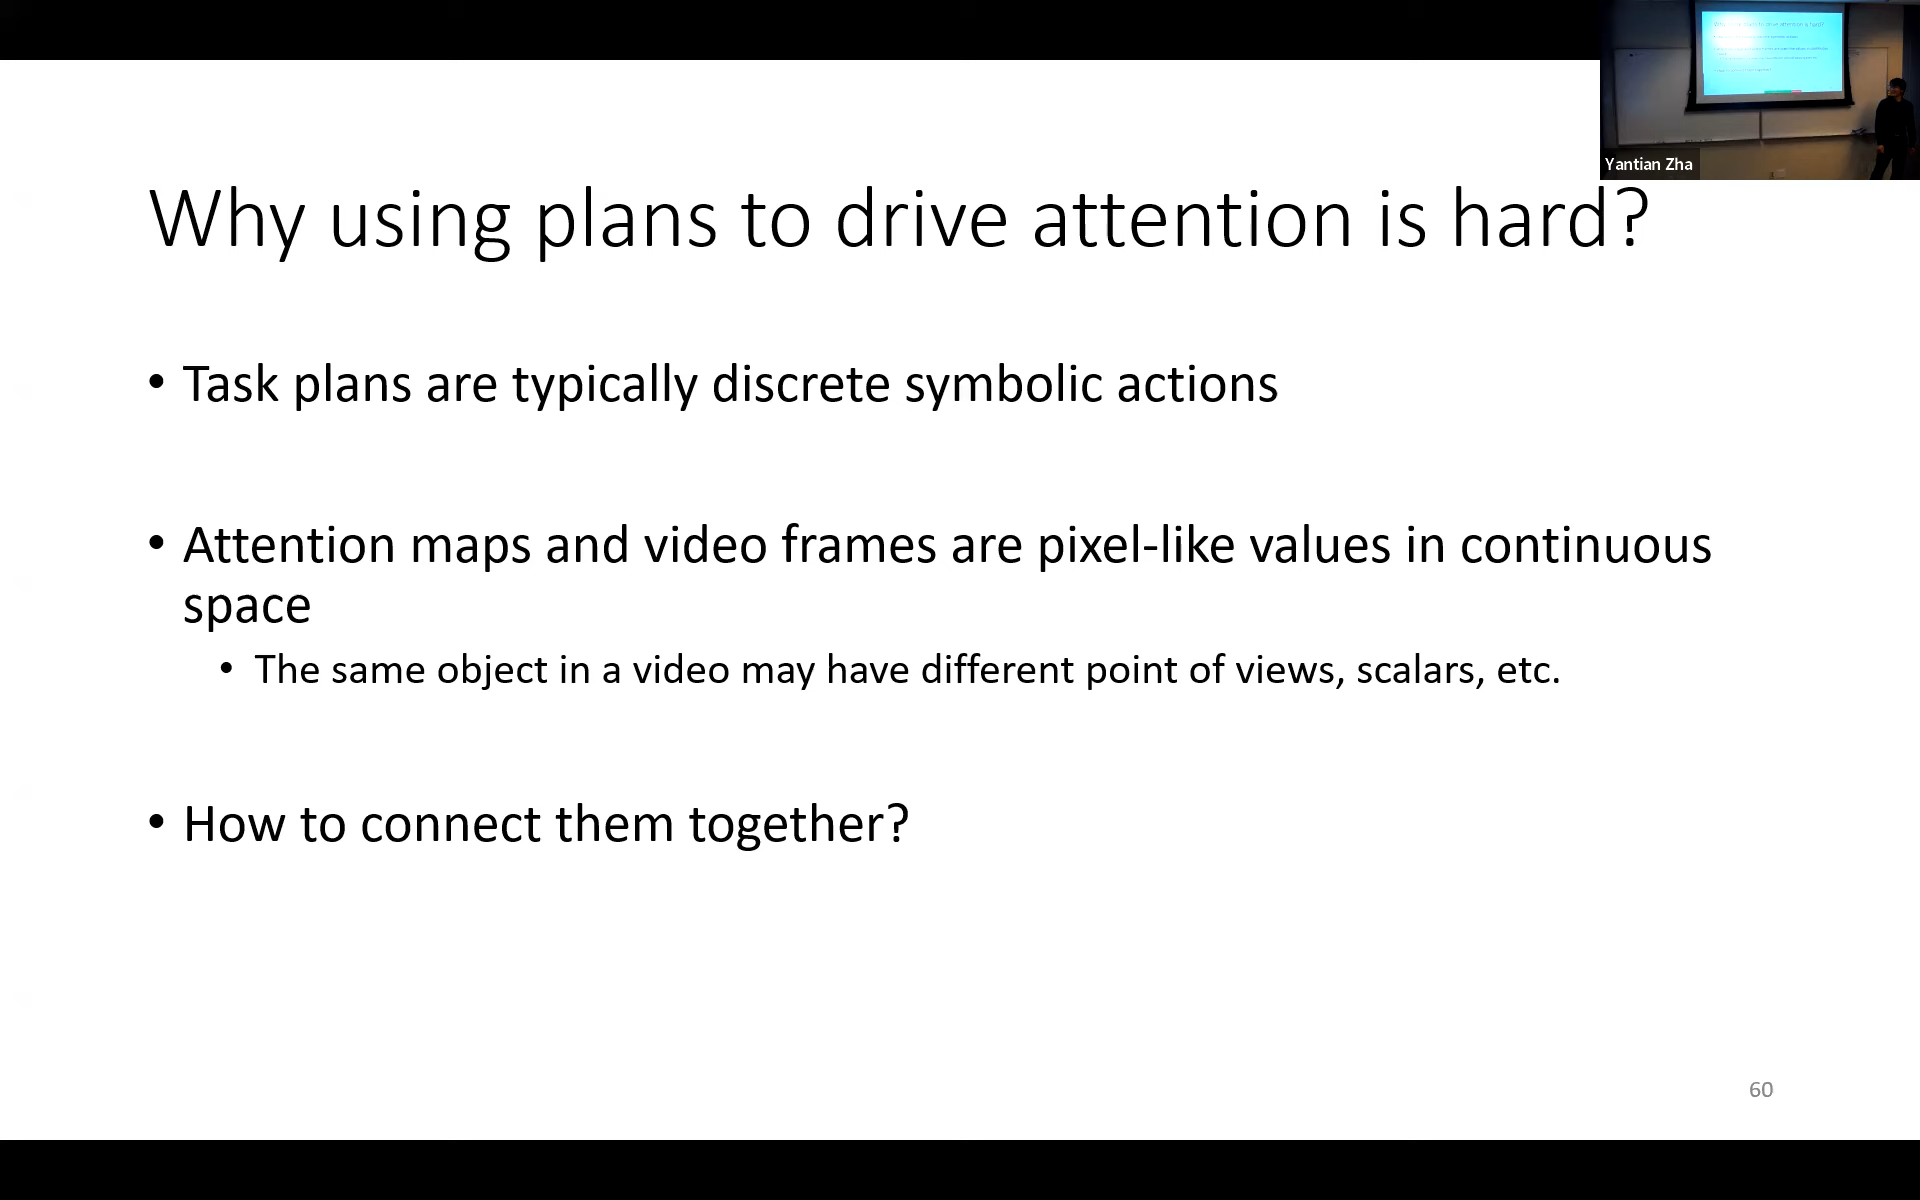 Yantian Zha
Why using plans to drive attention is hard?
• Task plans are typically discrete symbolic actions
• Attention maps and video frames are pixel-like values in continuous
space
• The same object in a video may have different point of views, scalars, etc.
• How to connect them together?
60